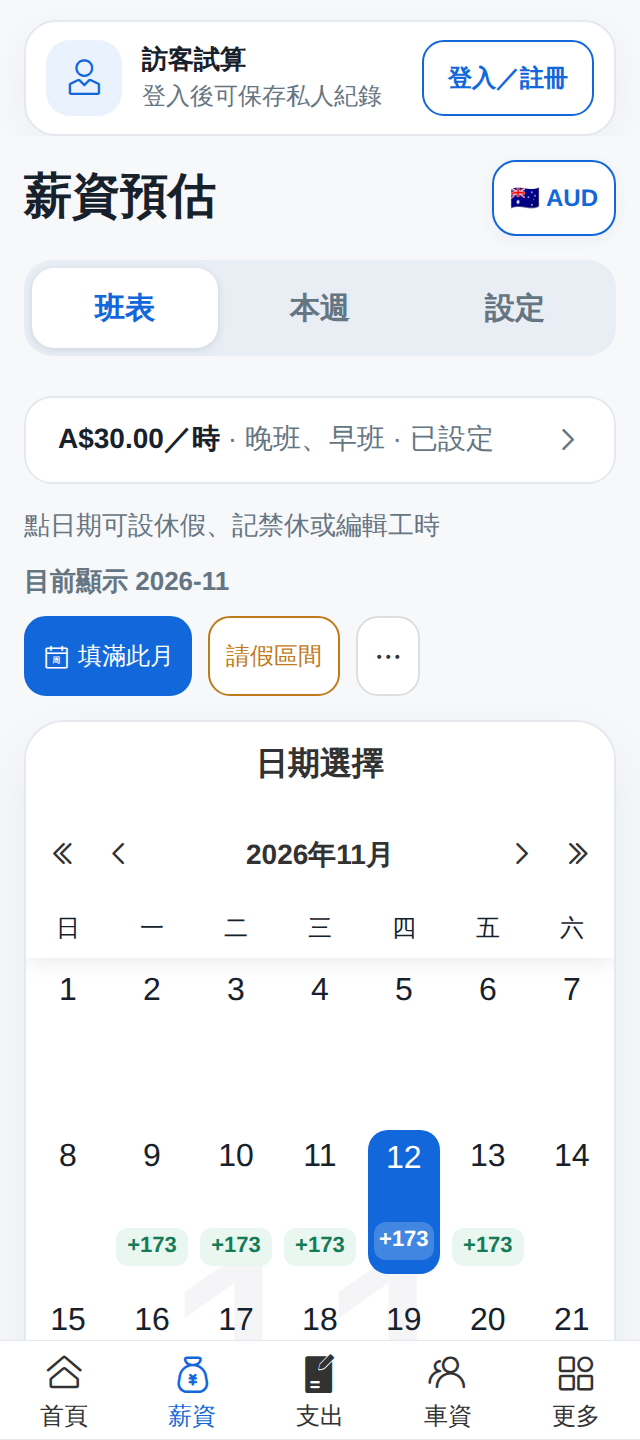 訪客試算
登入後可保存私人紀錄
登入／註冊
薪資預估
🇦🇺 AUD
班表 本週 設定
A$30.00／時 · 晚班、早班 · 已設定
點日期可設休假、記禁休或編輯工時
目前顯示 2026-11
填滿此月 請假區間 ···
日期選擇
2026年11月
日 一 二 三 四 五 六
1 2 3 4 5 6 7
8 9 10 11 12 13 14
+173 +173 +173 +173 +173
15 16 17 18 19 20 21
首頁 薪資 支出 車資 更多